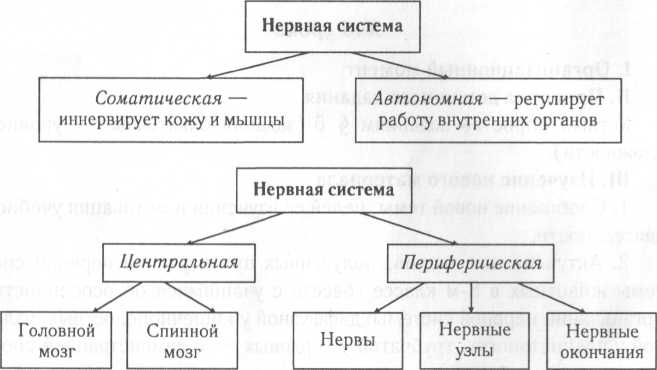 Нервная система
Соматическая — Автономная — регулирует
иннервирует кожу и мышцы работу внутренних органов
Нервная система
Центральная Периферическая
Головной мозг
Спинной мозг
Нервы
Нервные узлы
Нервные окончания